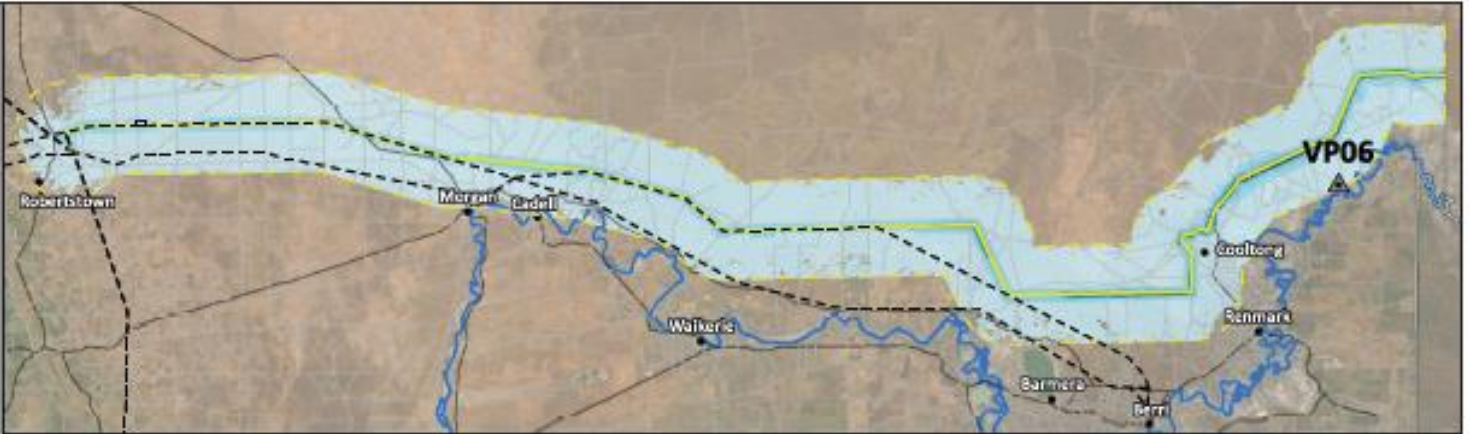 VP06
Robertstown
Morgan
Cadell
Cooltong
Renmark
Waikerie
Barmera
Berri